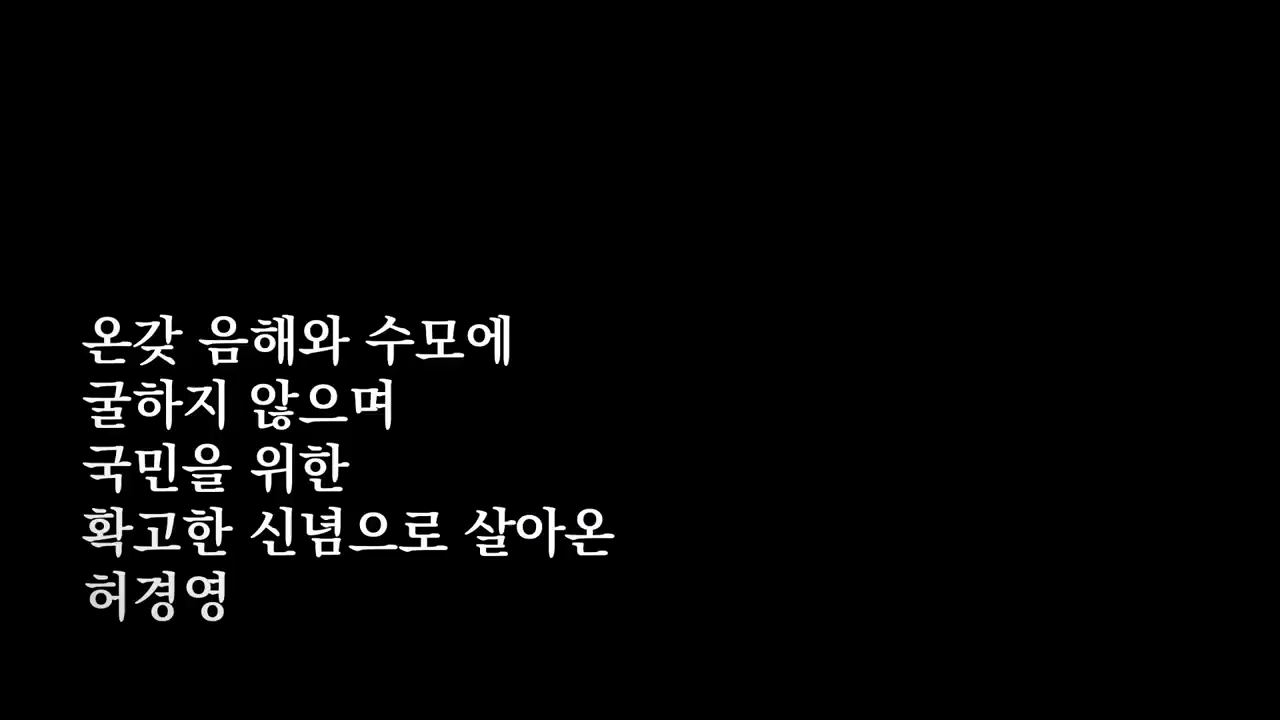 온갖 음해와 수모에
굴하지 않으며
국민을 위한
확고한 신념으로 살아온
허경영